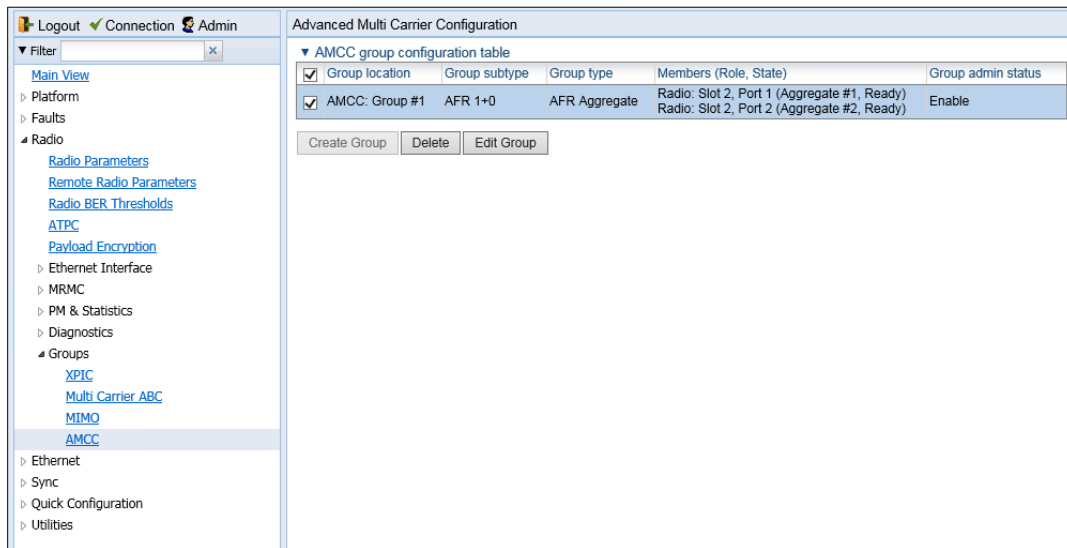 Logout Connection Admin
Filter
Main View
Platform
Faults
Radio
Radio Parameters
Remote Radio Parameters
Radio BER Thresholds
ATPC
Payload Encryption
Ethernet Interface
MRMC
PM & Statistics
Diagnostics
Groups
XPIC
Multi Carrier ABC
MIMO
AMCC
Ethernet
Sync
Quick Configuration
Utilities
Advanced Multi Carrier Configuration
AMCC group configuration table
Group location Group subtype Group type Members (Role, State) Group admin status
AMCC: Group #1 AFR 1+0 AFR Aggregate Radio: Slot 2, Port 1 (Aggregate #1, Ready) Enable
Radio: Slot 2, Port 2 (Aggregate #2, Ready)
Create Group Delete Edit Group